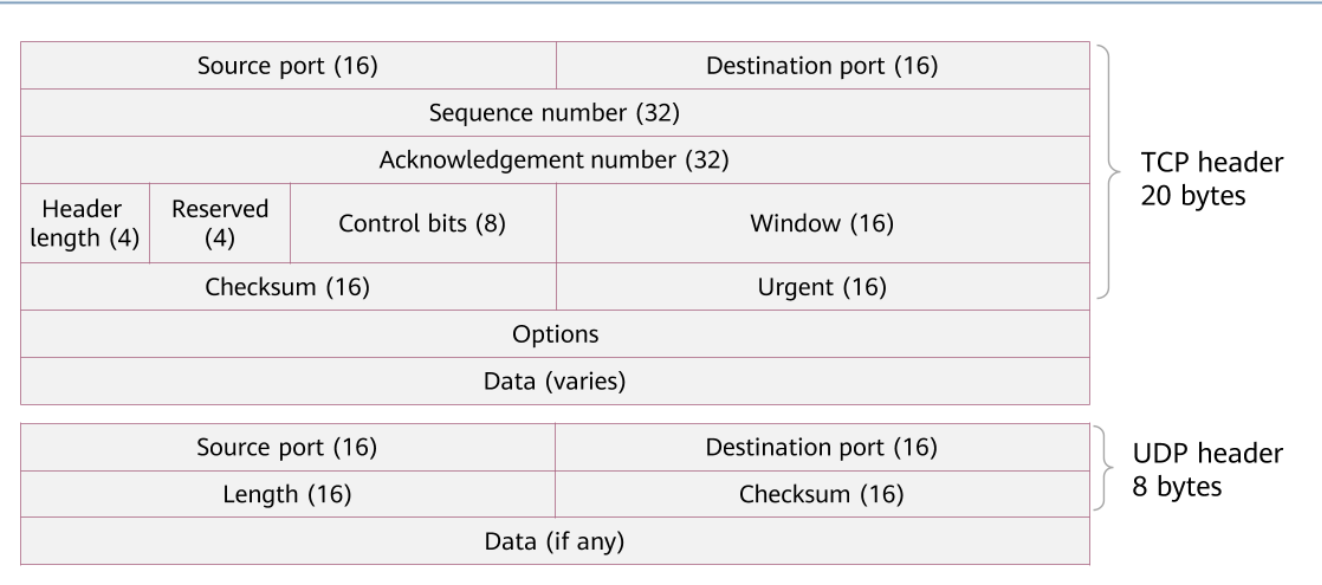 Source port (16)
Destination port (16)
Sequence number (32)
Acknowledgement number (32)
TCP header
20 bytes
Header
length (4)
Reserved
(4)
Control bits (8)
Window (16)
Checksum (16)
Urgent (16)
Options
Data (varies)
Source port (16)
Destination port (16)
UDP header
8 bytes
Length (16)
Checksum (16)
Data (if any)